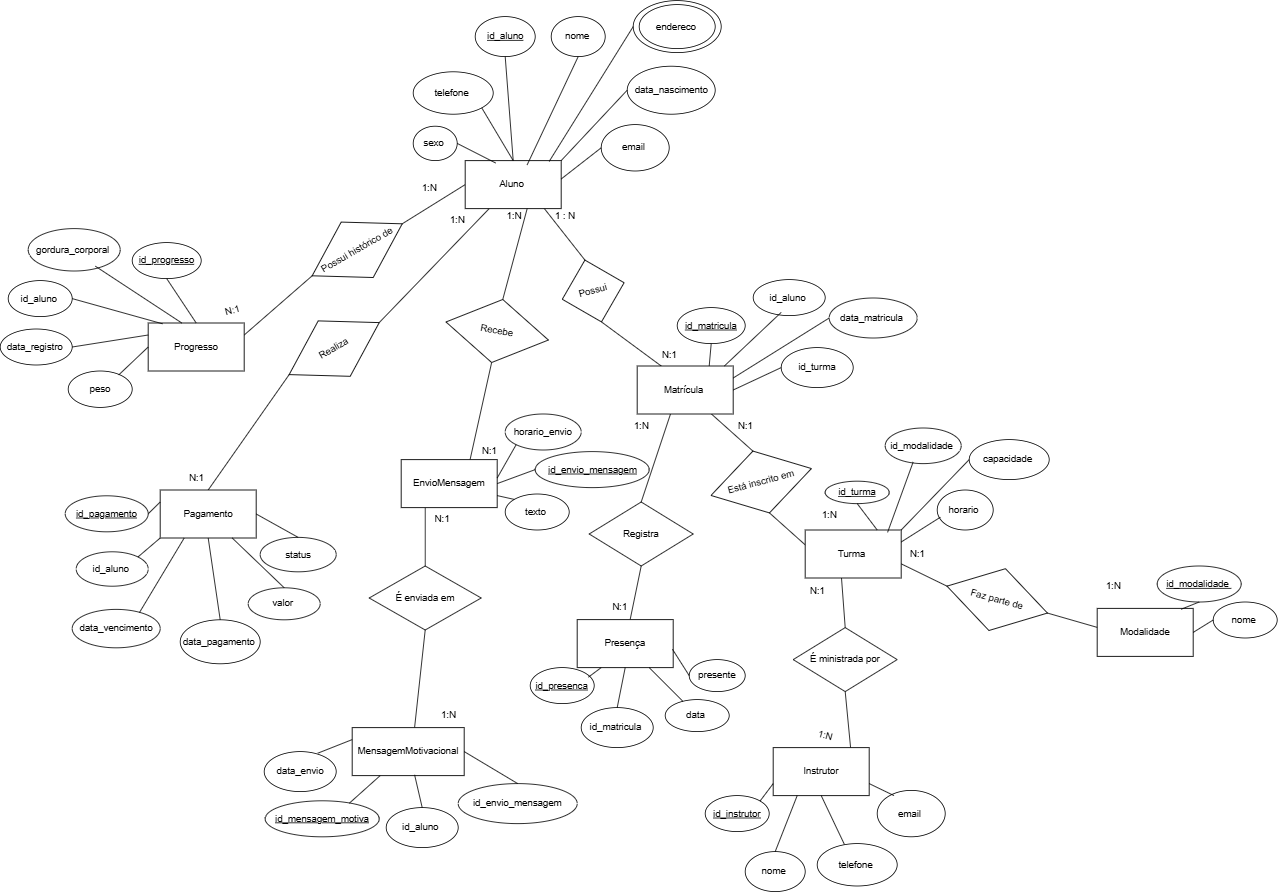 endereco
id_aluno
nome
telefone
data_nascimento
sexo
email
Aluno
1:N
1:N
1:N
1 : N
Possui histórico de
gordura_corporal
id_progresso
id_aluno
data_registro
peso
Progresso
N:1
Realiza
Recebe
Possui
id_matricula
id_aluno
data_matricula
id_turma
N:1
Matrícula
1:N
N:1
horario_envio
id_envio_mensagem
texto
N:1
EnvioMensagem
N:1
N:1
id_pagamento
Pagamento
id_aluno
status
data_vencimento
data_pagamento
valor
Está inscrito em
id_modalidade
capacidade
id_turma
horario
1:N
Turma
N:1
N:1
Registra
É enviada em
Faz parte de
1:N
id_modalidade
nome
Modalidade
N:1
Presença
id_presenca
id_matricula
data
presente
É ministrada por
1:N
MensagemMotivacional
data_envio
id_mensagem_motiva
id_aluno
id_envio_mensagem
1:N
Instrutor
id_instrutor
email
nome
telefone